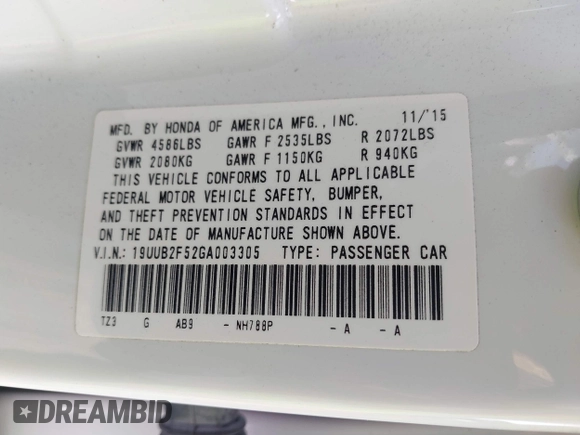 MFD. BY HONDA OF AMERICA MFG., INC. 11/'15
GVWR 4586LBS GAWR F 2535LBS R 2072LBS
GVWR 2080KG GAWR F 1150KG R 940KG
THIS VEHICLE CONFORMS TO ALL APPLICABLE
FEDERAL MOTOR VEHICLE SAFETY, BUMPER,
AND THEFT PREVENTION STANDARDS IN EFFECT
ON THE DATE OF MANUFACTURE SHOWN ABOVE.
V.I.N.: 19UUB2F52GA003305 TYPE: PASSENGER CAR
TZ3 G AB9 - NH788P - A - A
DREAMBID